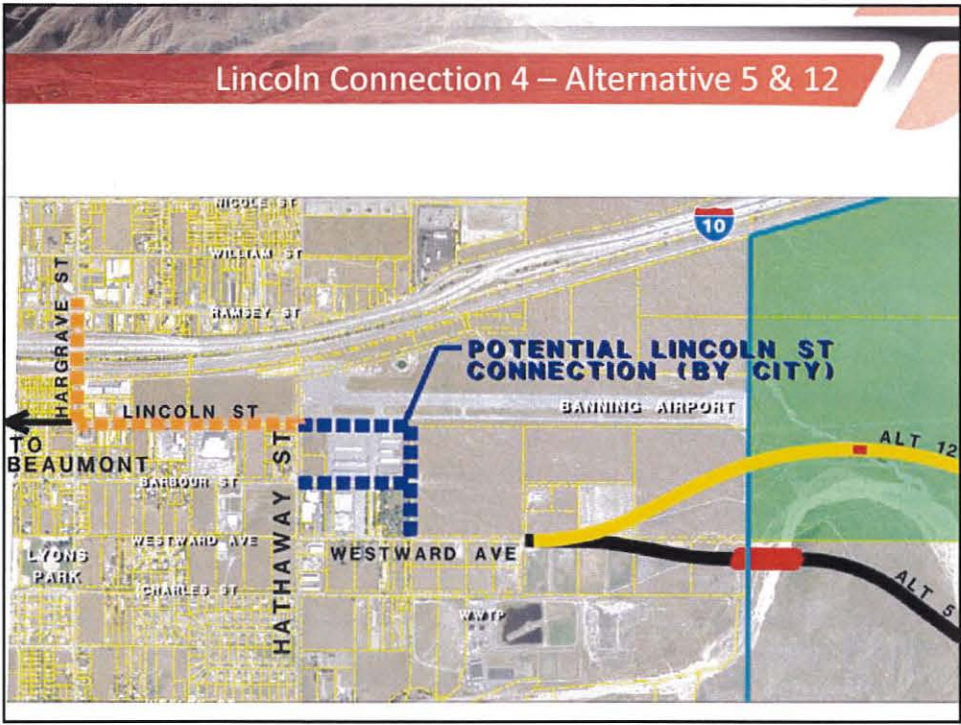 Lincoln Connection 4 – Alternative 5 & 12
NICOLE ST
10
WILLIAM ST
HARGRAVE ST
RAMSEY ST
POTENTIAL LINCOLN ST
CONNECTION (BY CITY)
LINCOLN ST
BANNING AIRPORT
TO
BEAUMONT
HATHAWAY ST
ALT 12
BARBOUR ST
WESTWARD AVE
WESTWARD AVE
LYONS
PARK
CHARLES ST
ALT 5
WWTP